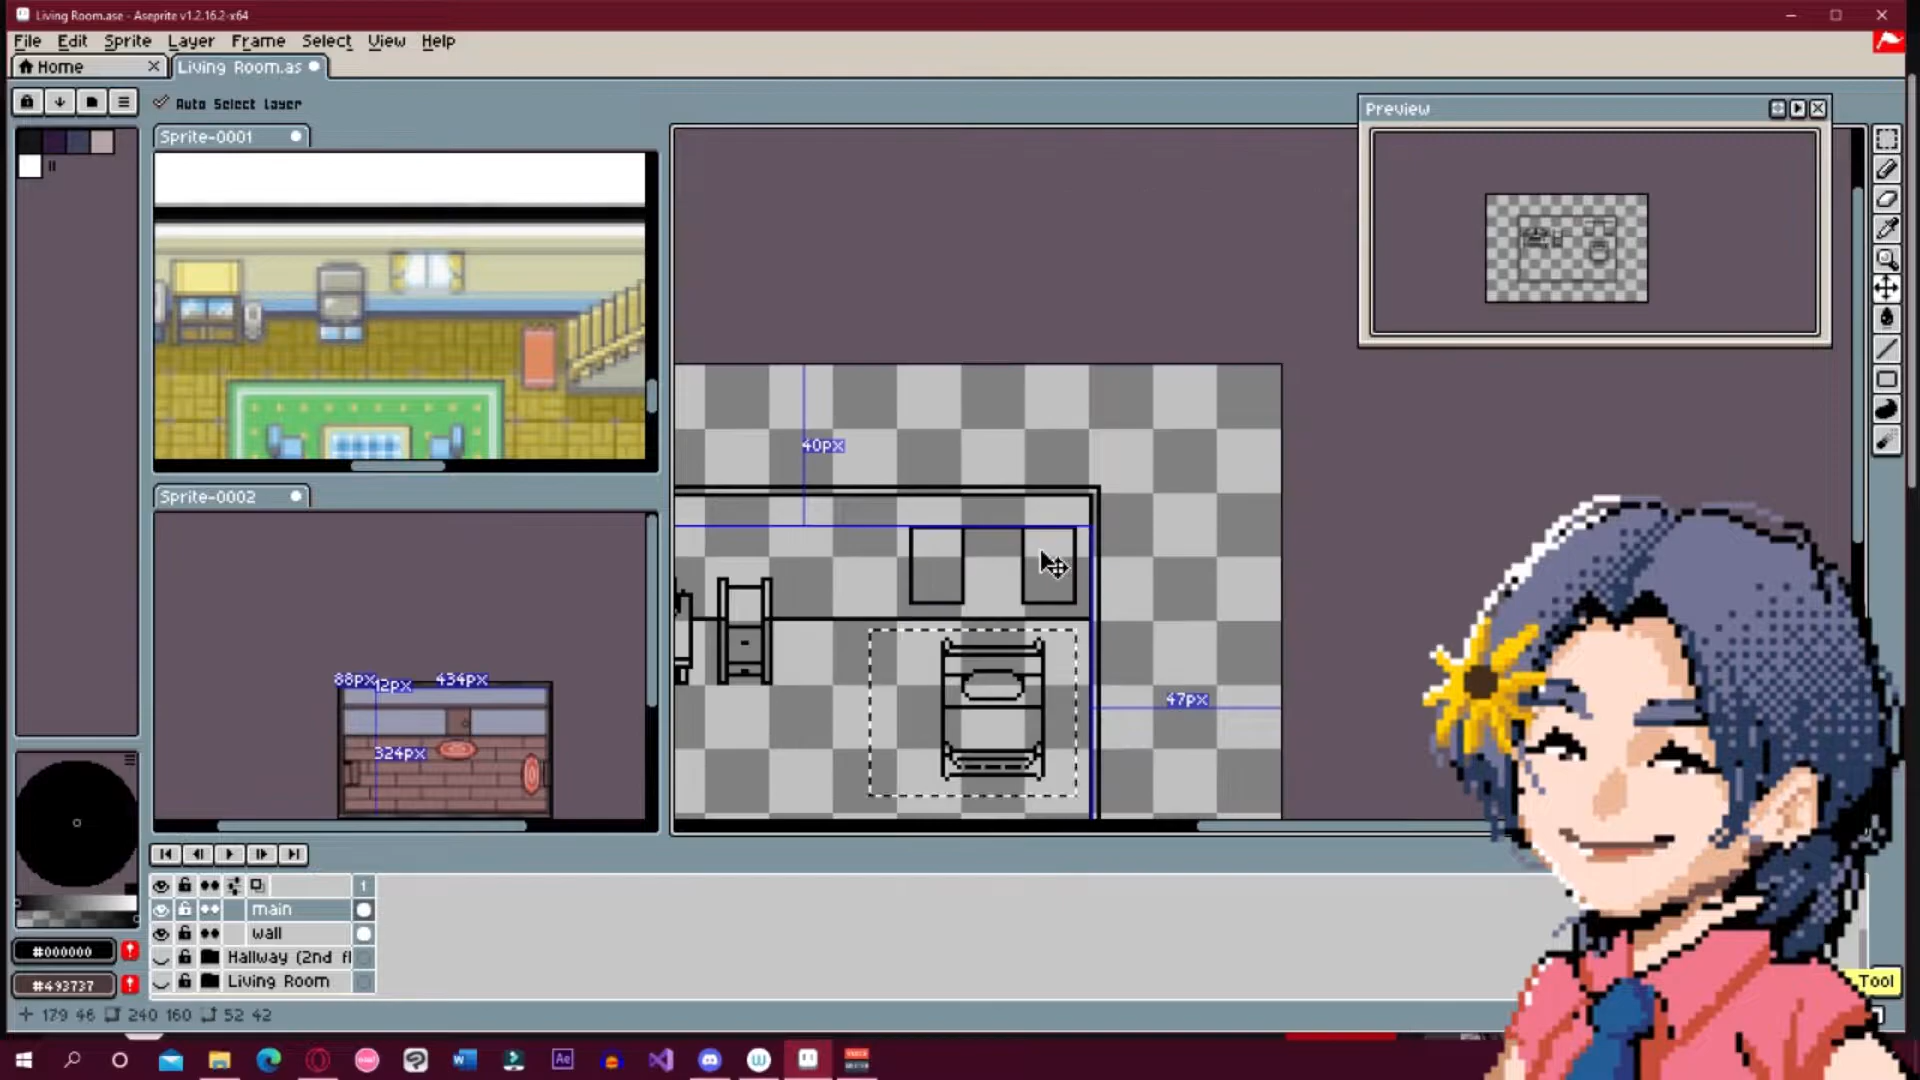 Living Room.ase - Aseprite v1.2.16.2-x64
File Edit Sprite Layer Frame Select View Help
Home
Living Room.as
Auto Select Layer
Preview
Sprite-0001
40px
Sprite-0002
88px 12px 434px
47px
324px
1
main
wall
Hallway (2nd fl
Living Room
#000000
#493737
Tool
179 46 240 160 52 42
W
Ae